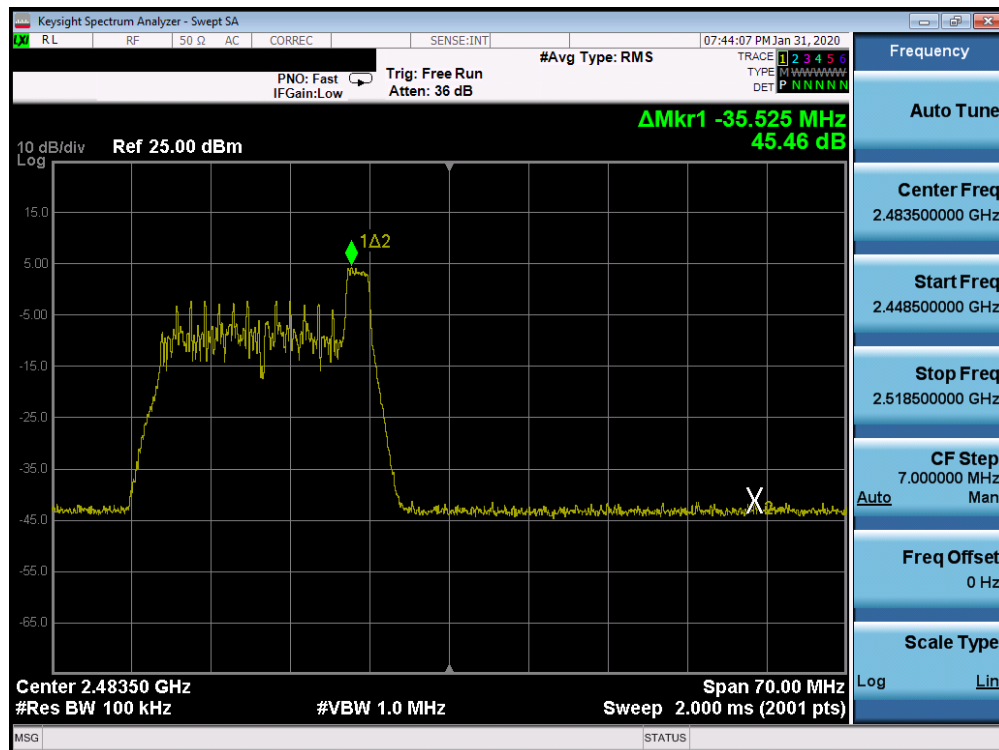 Keysight Spectrum Analyzer - Swept SA
LXI RL RF 50 Ω AC CORREC SENSE:INT 07:44:07 PM Jan 31, 2020
#Avg Type: RMS
TRACE 1 2 3 4 5 6
PNO: Fast Trig: Free Run
TYPE M WWWWW
IFGain:Low Atten: 36 dB
DET P N N N N N
ΔMkr1 -35.525 MHz
45.46 dB
10 dB/div Ref 25.00 dBm
Log
15.0
1Δ2
5.00
-5.00
-15.0
-25.0
-35.0
X2
-45.0
-55.0
-65.0
Center 2.48350 GHz Span 70.00 MHz
#Res BW 100 kHz #VBW 1.0 MHz Sweep 2.000 ms (2001 pts)
MSG STATUS
Frequency
Auto Tune
Center Freq
2.483500000 GHz
Start Freq
2.448500000 GHz
Stop Freq
2.518500000 GHz
CF Step
7.000000 MHz
Auto Man
Freq Offset
0 Hz
Scale Type
Log Lin